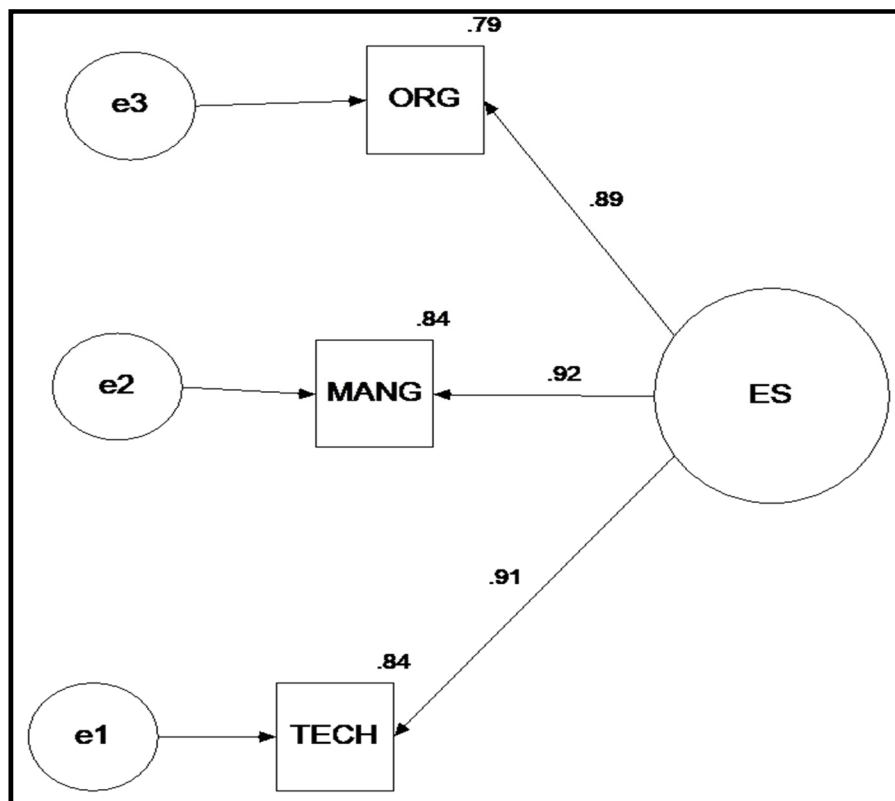 .79
e3
ORG
.89
.84
e2
MANG
.92
ES
.91
.84
e1
TECH